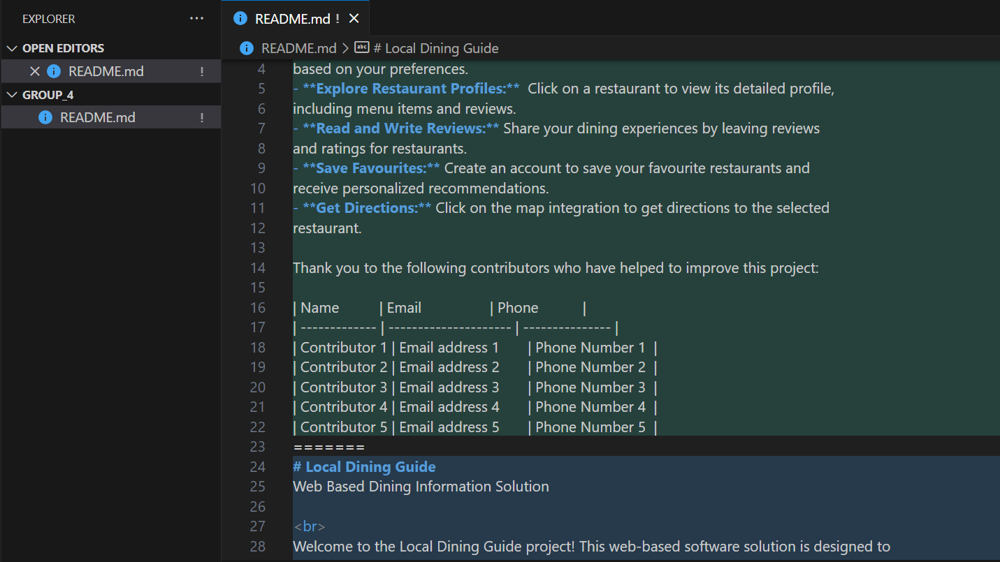 EXPLORER ···
OPEN EDITORS
README.md !
GROUP_4
README.md !
README.md !
README.md > # Local Dining Guide
4 based on your preferences.
5 - **Explore Restaurant Profiles:**  Click on a restaurant to view its detailed profile,
6 including menu items and reviews.
7 - **Read and Write Reviews:** Share your dining experiences by leaving reviews
8 and ratings for restaurants.
9 - **Save Favourites:** Create an account to save your favourite restaurants and
10 receive personalized recommendations.
11 - **Get Directions:** Click on the map integration to get directions to the selected
12 restaurant.
13
14 Thank you to the following contributors who have helped to improve this project:
15
16 | Name          | Email                 | Phone           |
17 | ------------- | --------------------- | --------------- |
18 | Contributor 1 | Email address 1       | Phone Number 1  |
19 | Contributor 2 | Email address 2       | Phone Number 2  |
20 | Contributor 3 | Email address 3       | Phone Number 3  |
21 | Contributor 4 | Email address 4       | Phone Number 4  |
22 | Contributor 5 | Email address 5       | Phone Number 5  |
23 =======
24 # Local Dining Guide
25 Web Based Dining Information Solution
26
27 <br>
28 Welcome to the Local Dining Guide project! This web-based software solution is designed to